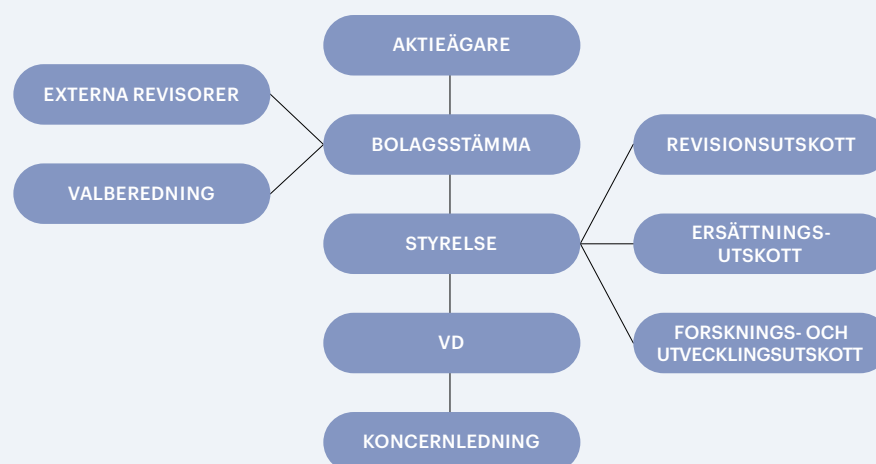 AKTIEÄGARE
EXTERNA REVISORER
BOLAGSSTÄMMA
REVISIONSUTSKOTT
VALBEREDNING
STYRELSE
ERSÄTTNINGS-
UTSKOTT
VD
FORSKNINGS- OCH
UTVECKLINGSUTSKOTT
KONCERNLEDNING